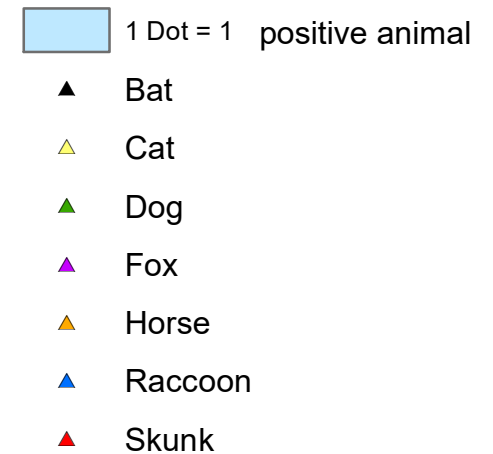 1 Dot = 1 positive animal
Bat
Cat
Dog
Fox
Horse
Raccoon
Skunk